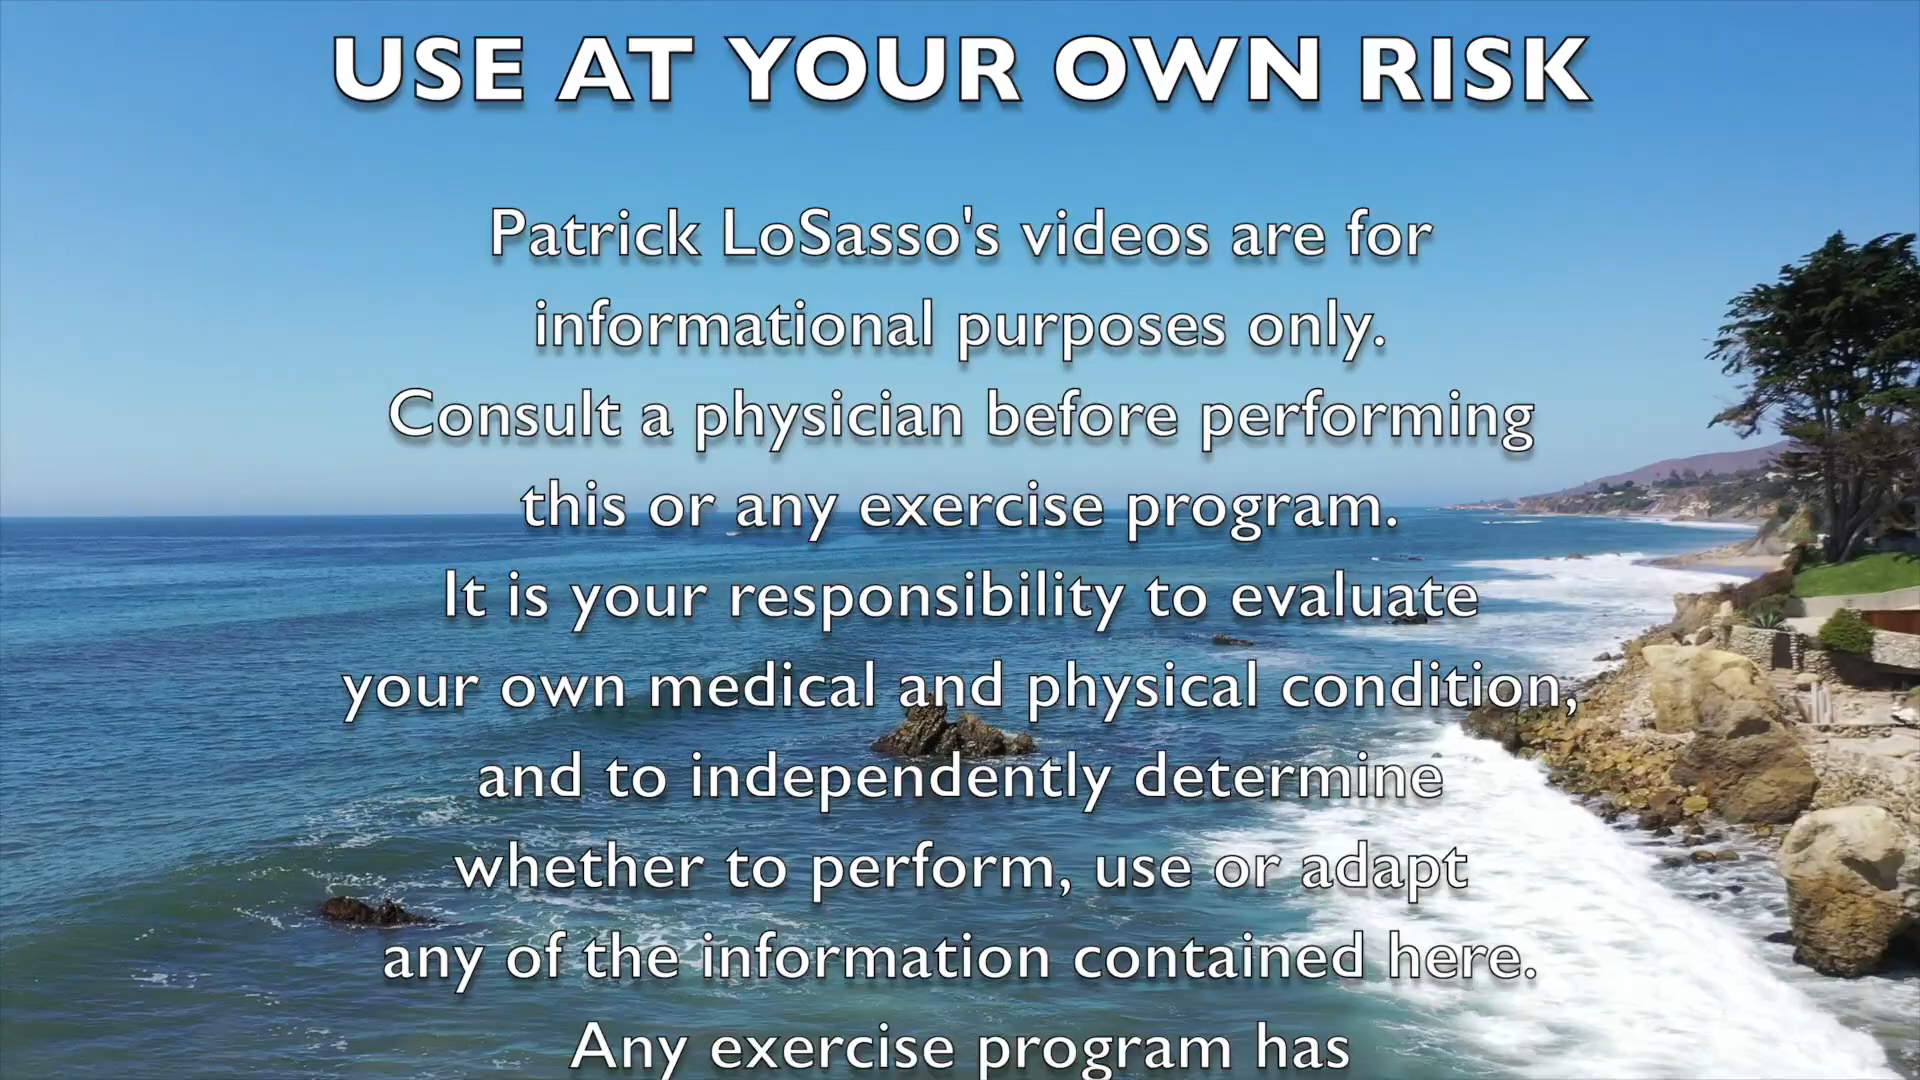 USE AT YOUR OWN RISK
Patrick LoSasso's videos are for
informational purposes only.
Consult a physician before performing
this or any exercise program.
It is your responsibility to evaluate
your own medical and physical condition,
and to independently determine
whether to perform, use or adapt
any of the information contained here.
Any exercise program has